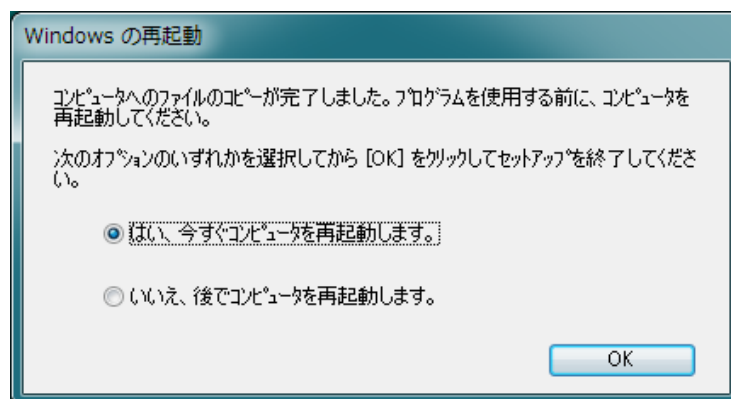 Windows の再起動
ｺﾝﾋﾟｭｰﾀへのﾌｧｲﾙのｺﾋﾟｰが完了しました。ﾌﾟﾛｸﾞﾗﾑを使用する前に、ｺﾝﾋﾟｭｰﾀを
再起動してください。
次のｵﾌﾟｼｮﾝのいずれかを選択してから [OK] をｸﾘｯｸしてｾｯﾄｱｯﾌﾟを終了してくださ
い。
はい、今すぐｺﾝﾋﾟｭｰﾀを再起動します。
いいえ、後でｺﾝﾋﾟｭｰﾀを再起動します。
OK